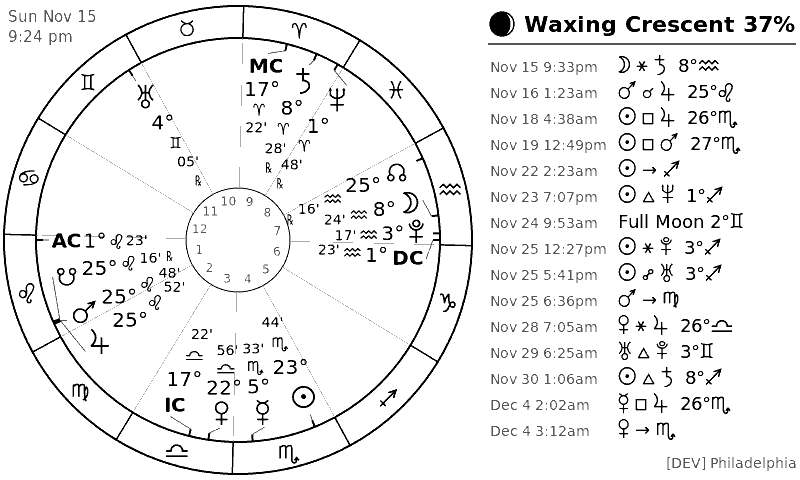 Sun Nov 15
9:24 pm
♉ ♈
♊ ♓
♋ ♒
♌ ♑
♍ ♐
♎ ♏
MC
17° ♈ 22'
♄ 8° ♈ 28' ℞
♆ 1° ♈ 48' ℞
♅ 4° ♊ 05' ℞
☊ 25° ♒ 16' ℞
☽ 8° ♒ 24'
♇ 3° ♒ 17'
DC 1° ♒ 23'
AC 1° ♌ 23'
☋ 25° ♌ 16' ℞
♂ 25° ♌ 48'
♃ 25° ♌ 52'
IC 17° ♎ 22'
♀ 22° ♎ 56'
☿ 5° ♏ 33'
☉ 23° ♏ 44'
10 9
11 8
12 7
1 6
2 5
3 4
Waxing Crescent 37%
Nov 15 9:33pm ☽ ⚹ ♄ 8°♒
Nov 16 1:23am ♂ ☌ ♃ 25°♌
Nov 18 4:38am ☉ □ ♃ 26°♏
Nov 19 12:49pm ☉ □ ♂ 27°♏
Nov 22 2:23am ☉ → ♐
Nov 23 7:07pm ☉ △ ♆ 1°♐
Nov 24 9:53am Full Moon 2°♊
Nov 25 12:27pm ☉ ⚹ ♇ 3°♐
Nov 25 5:41pm ☉ ☍ ♅ 3°♐
Nov 25 6:36pm ♂ → ♍
Nov 28 7:05am ♀ ⚹ ♃ 26°♎
Nov 29 6:25am ♅ △ ♇ 3°♊
Nov 30 1:06am ☉ △ ♄ 8°♐
Dec 4 2:02am ☿ □ ♃ 26°♏
Dec 4 3:12am ♀ → ♏
[DEV] Philadelphia